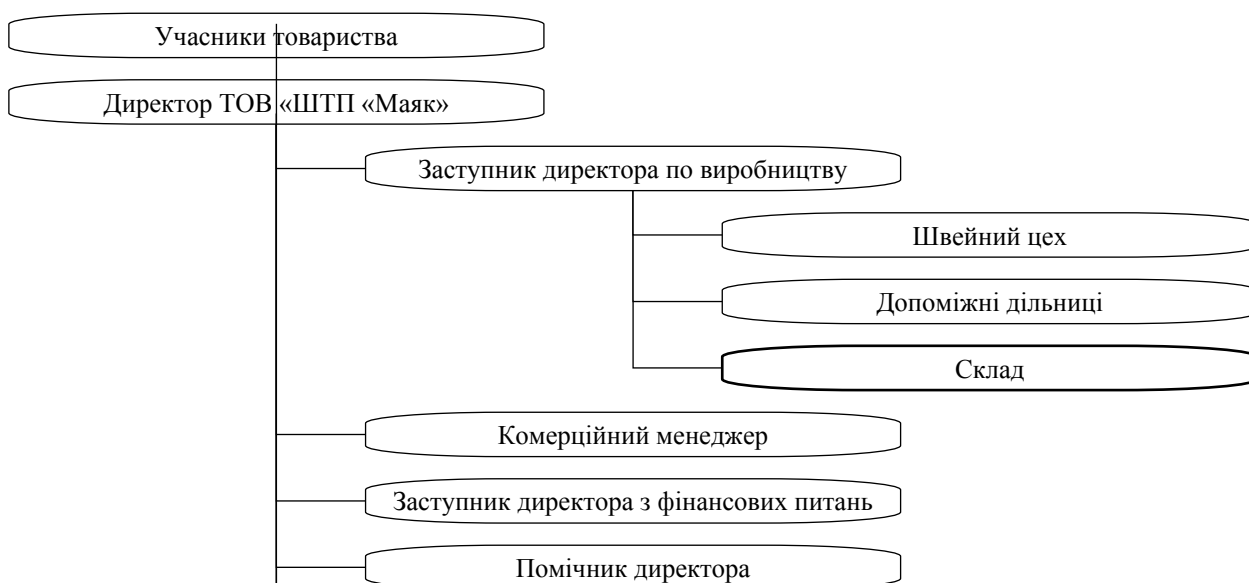 Учасники товариства
Директор ТОВ «ШТП «Маяк»
Заступник директора по виробництву
Швейний цех
Допоміжні дільниці
Склад
Комерційний менеджер
Заступник директора з фінансових питань
Помічник директора